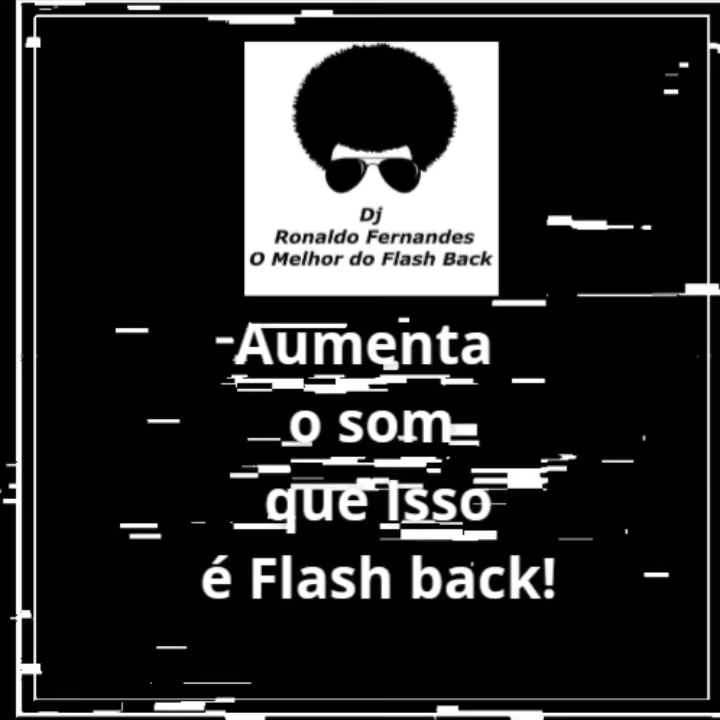 Dj
Ronaldo Fernandes
O Melhor do Flash Back
Aumenta
o som
que isso
é Flash back!